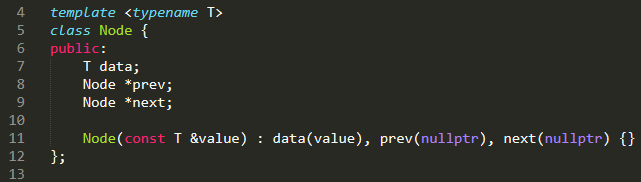 4 template <typename T>
5 class Node {
6 public:
7     T data;
8     Node *prev;
9     Node *next;
10
11     Node(const T &value) : data(value), prev(nullptr), next(nullptr) {}
12 };
13